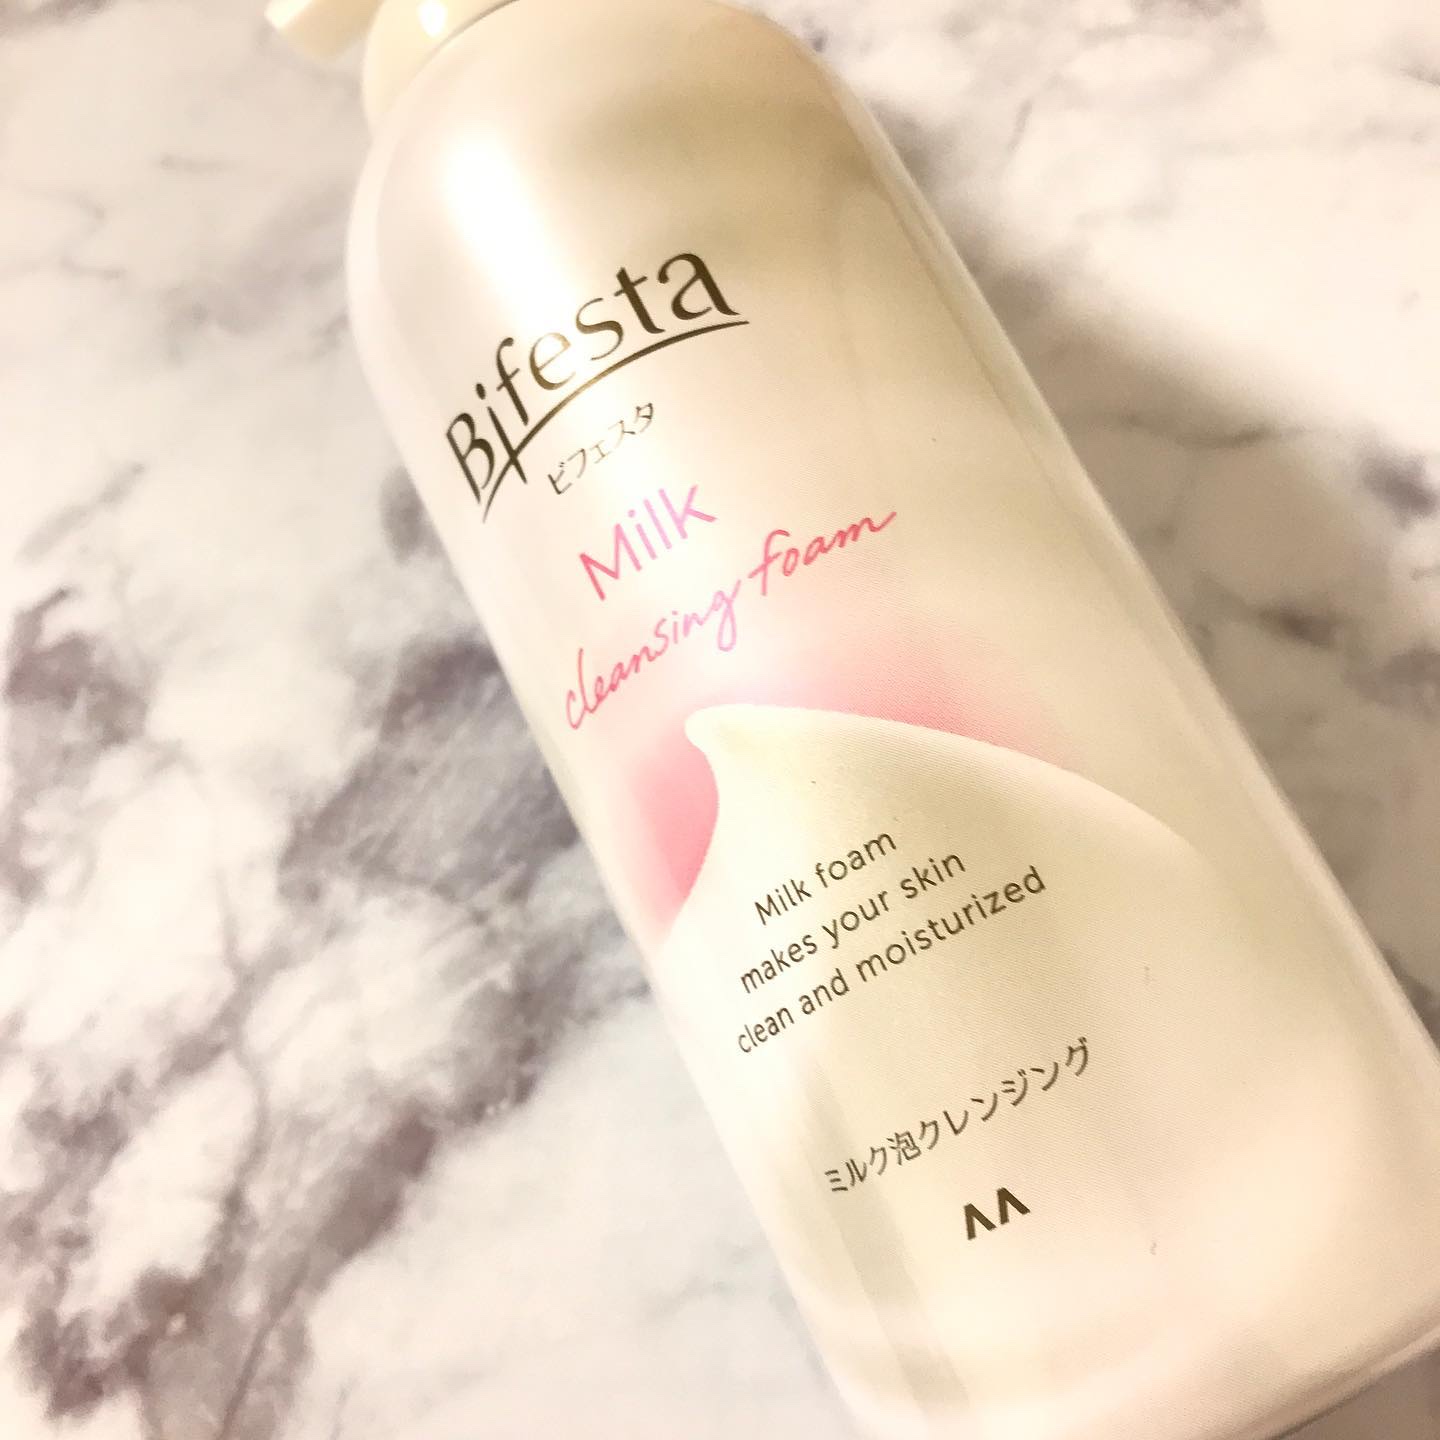 Bifesta
ビフェスタ
Milk
cleansing foam
Milk foam
makes your skin
clean and moisturized
ミルク泡クレンジング